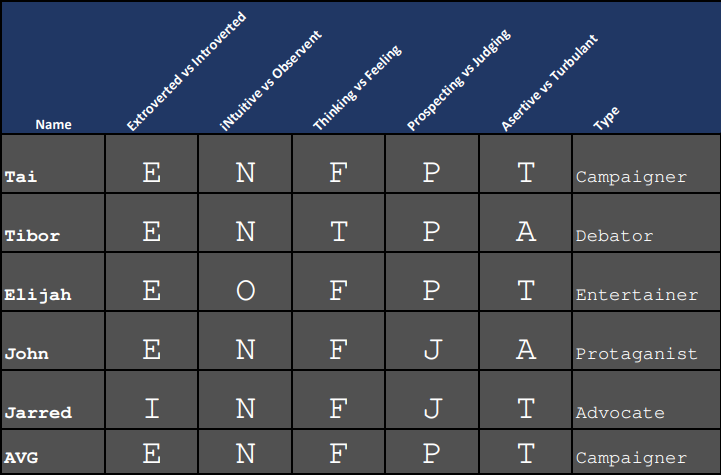 Name Extroverted vs Introverted iNtuitive vs Observent Thinking vs Feeling Prospecting vs Judging Asertive vs Turbulant Type
Tai E N F P T Campaigner
Tibor E N T P A Debator
Elijah E O F P T Entertainer
John E N F J A Protaganist
Jarred I N F J T Advocate
AVG E N F P T Campaigner